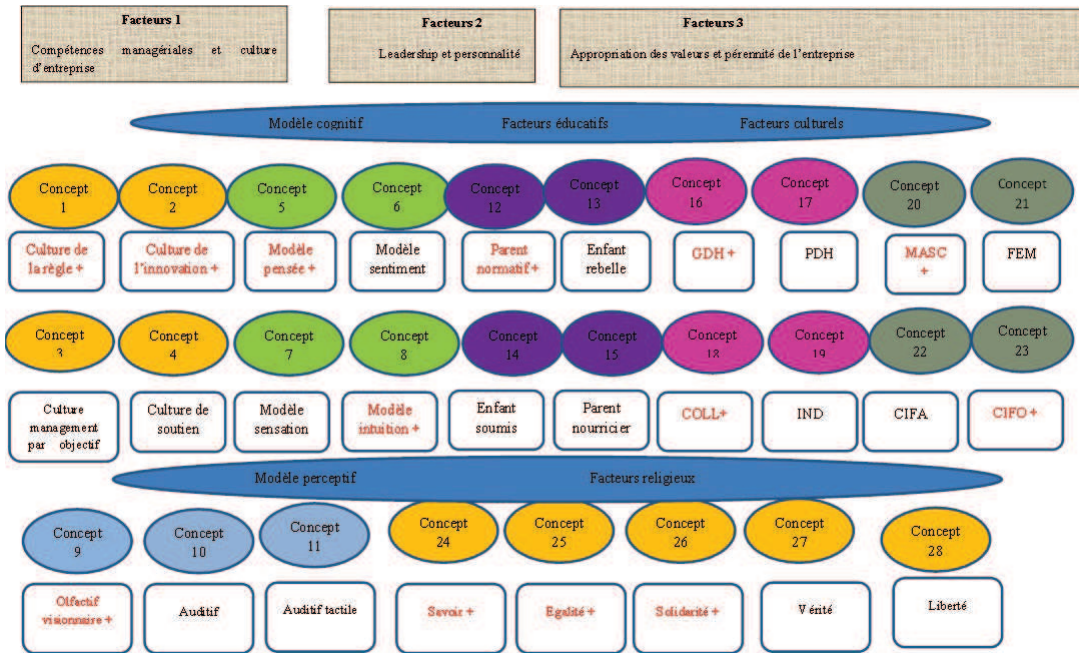 Facteurs 1
Compétences managériales et culture
d'entreprise
Facteurs 2
Leadership et personnalité
Facteurs 3
Appropriation des valeurs et pérennité de l'entreprise
Modèle cognitif Facteurs éducatifs Facteurs culturels
Concept Concept Concept Concept Concept Concept Concept Concept Concept Concept
1 2 5 6 12 13 16 17 20 21
Culture de Culture de Modèle Modèle Parent Enfant GDH + PDH MASC FEM
la règle + l'innovation + pensée + sentiment normatif + rebelle +
Concept Concept Concept Concept Concept Concept Concept Concept Concept Concept
3 4 7 8 14 15 18 19 22 23
Culture Culture de Modèle Modèle Enfant Parent COLL+ IND CIFA CIFO +
management soutien sensation intuition + soumis nourricier
par objectif
Modèle perceptif Facteurs religieux
Concept Concept Concept Concept Concept Concept Concept Concept
9 10 11 24 25 26 27 28
Olfactif Auditif Auditif tactile Savoir + Egalité + Solidarité + Vérité Liberté
visionnaire +